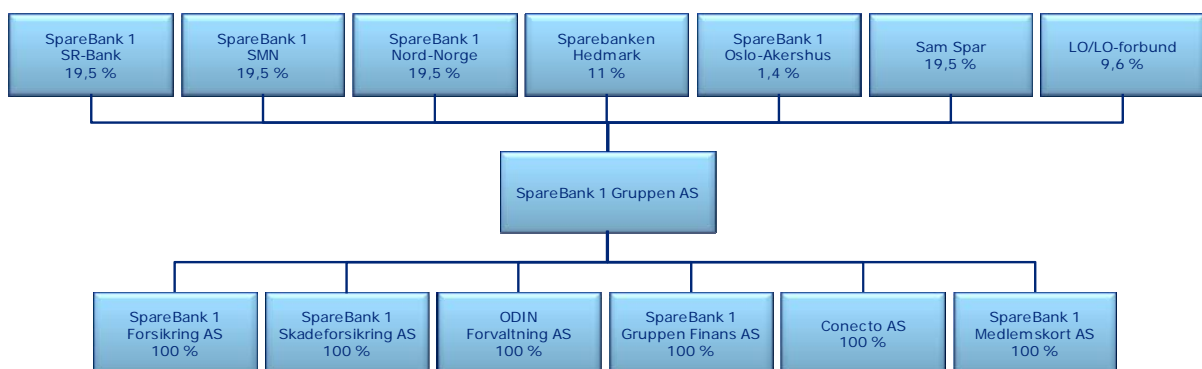 SpareBank 1
SR-Bank
19,5 %
SpareBank 1
SMN
19,5 %
SpareBank 1
Nord-Norge
19,5 %
Sparebanken
Hedmark
11 %
SpareBank 1
Oslo-Akershus
1,4 %
Sam Spar
19,5 %
LO/LO-forbund
9,6 %
SpareBank 1 Gruppen AS
SpareBank 1
Forsikring AS
100 %
SpareBank 1
Skadeforsikring AS
100 %
ODIN
Forvaltning AS
100 %
SpareBank 1
Gruppen Finans AS
100 %
Conecto AS
100 %
SpareBank 1
Medlemskort AS
100 %